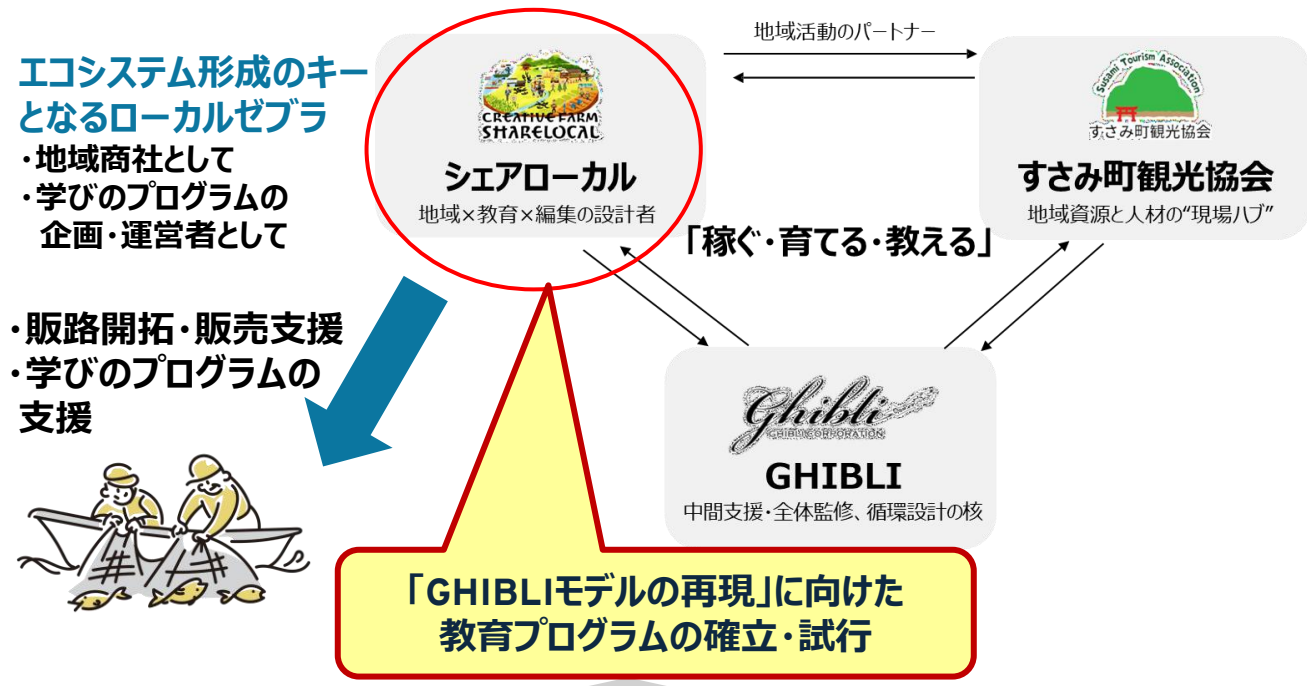 エコシステム形成のキー
となるローカルゼブラ
・地域商社として
・学びのプログラムの
企画・運営者として
・販路開拓・販売支援
・学びのプログラムの
支援
CREATIVE FARM
SHARELOCAL
シェアローカル
地域×教育×編集の設計者
地域活動のパートナー
Susami Tourism Association
すさみ町観光協会
すさみ町観光協会
地域資源と人材の“現場ハブ”
「稼ぐ・育てる・教える」
Ghibli
GHIBLI CORPORATION
GHIBLI
中間支援・全体監修、循環設計の核
「GHIBLIモデルの再現」に向けた
教育プログラムの確立・試行